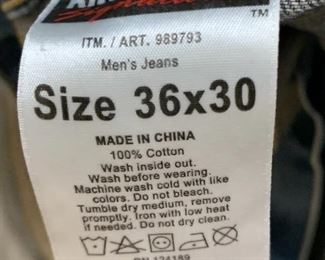 Signature
TM
ITM. / ART. 989793
Men's Jeans
Size 36x30
MADE IN CHINA
100% Cotton
Wash inside out.
Wash before wearing.
Machine wash cold with like
colors. Do not bleach.
Tumble dry medium, remove
promptly. Iron with low heat
if needed. Do not dry clean.